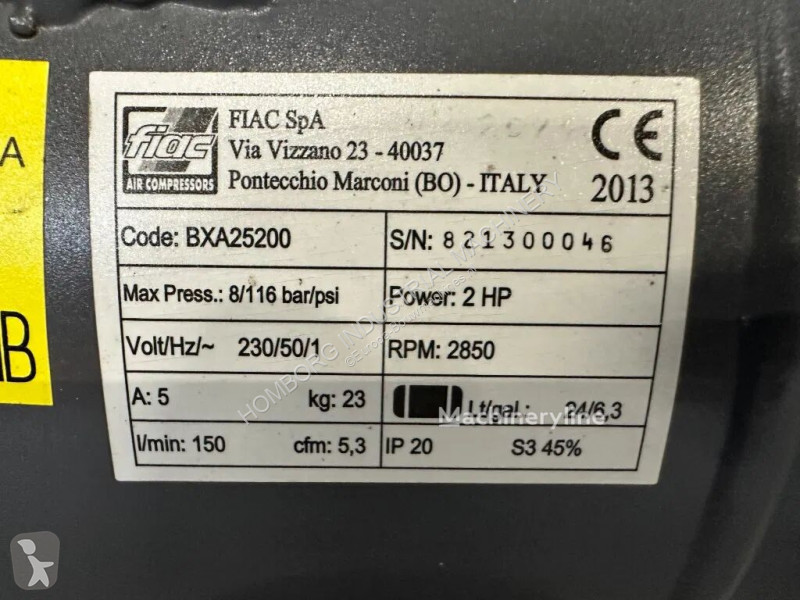 fiac
AIR COMPRESSORS
FIAC SpA
Via Vizzano 23 - 40037
Pontecchio Marconi (BO) - ITALY
CE
2013
Code: BXA25200
S/N: 821300046
Max Press.: 8/116 bar/psi
Power: 2 HP
Volt/Hz/~ 230/50/1
RPM: 2850
A: 5 kg: 23
Lt/gal.: 24/6,3
l/min: 150 cfm: 5,3
IP 20 S3 45%
A
B
HOMBORG INDUSTRIAL MACHINERY
Machineryline